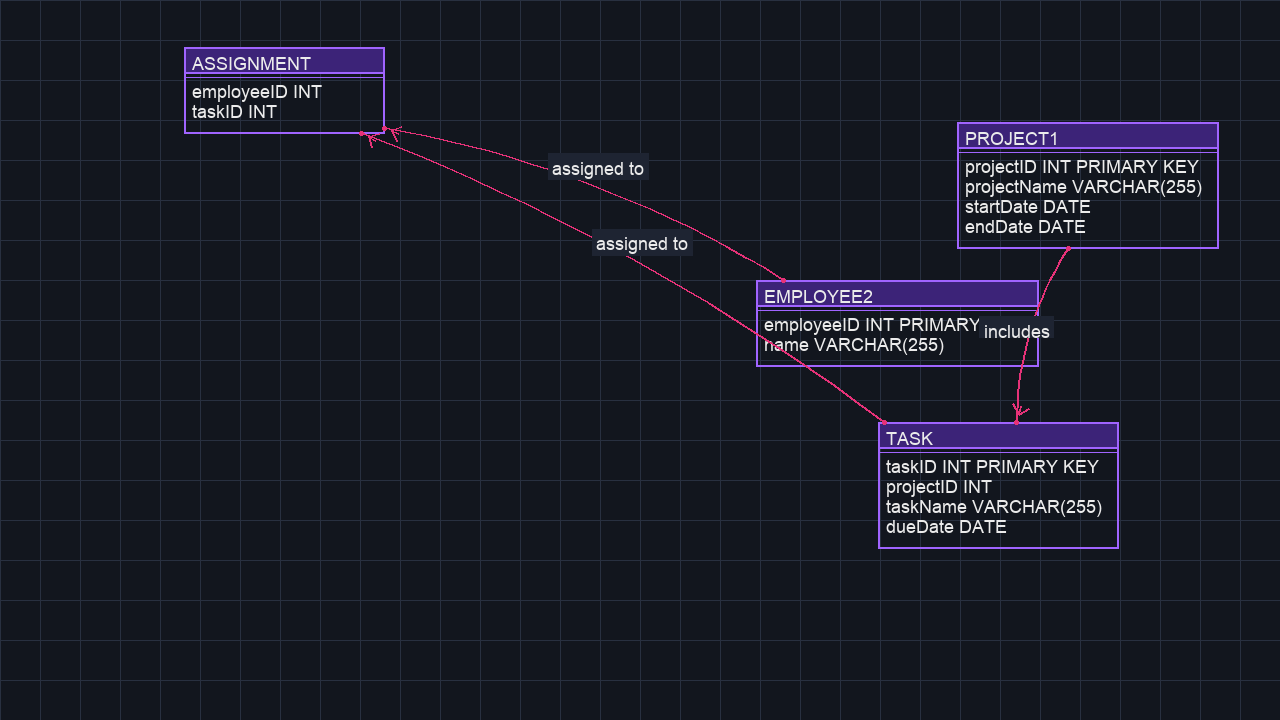 ASSIGNMENT
employeeID INT
taskID INT
assigned to
assigned to
PROJECT1
projectID INT PRIMARY KEY
projectName VARCHAR(255)
startDate DATE
endDate DATE
EMPLOYEE2
employeeID INT PRIMARY
name VARCHAR(255)
includes
TASK
taskID INT PRIMARY KEY
projectID INT
taskName VARCHAR(255)
dueDate DATE